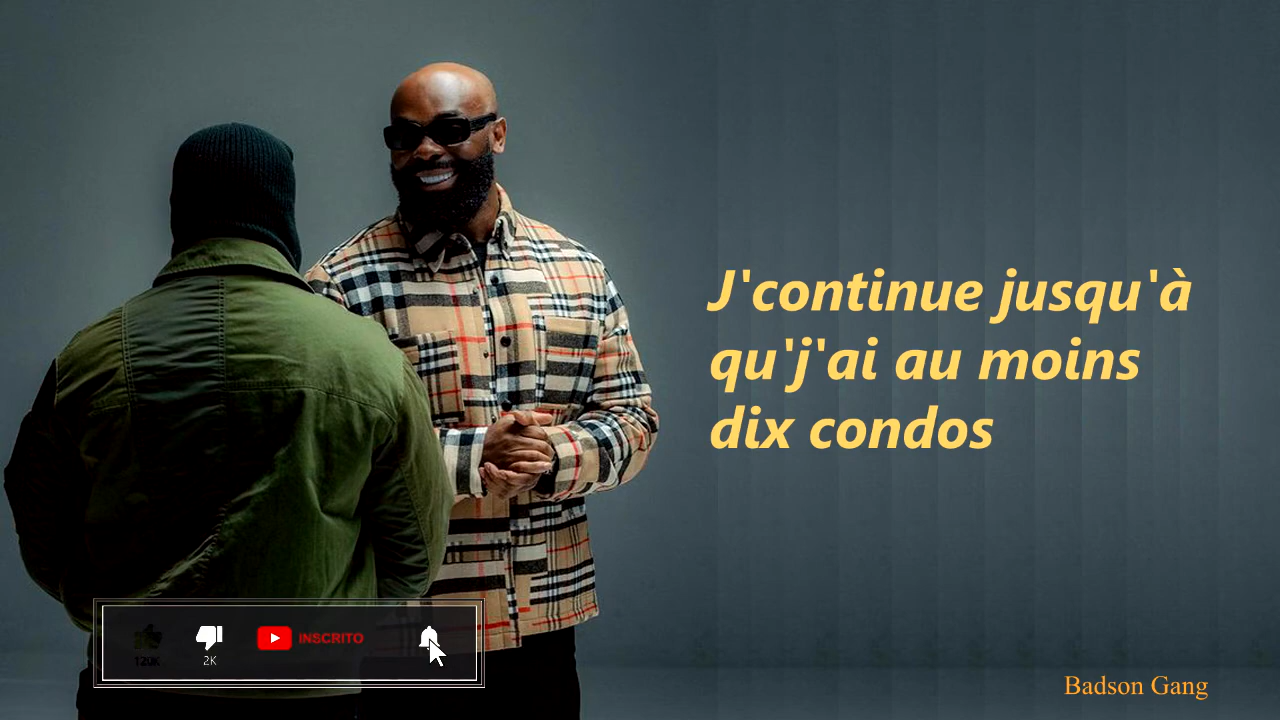 J'continue jusqu'à
qu'j'ai au moins
dix condos
120K
2K
INSCRITO
Badson Gang